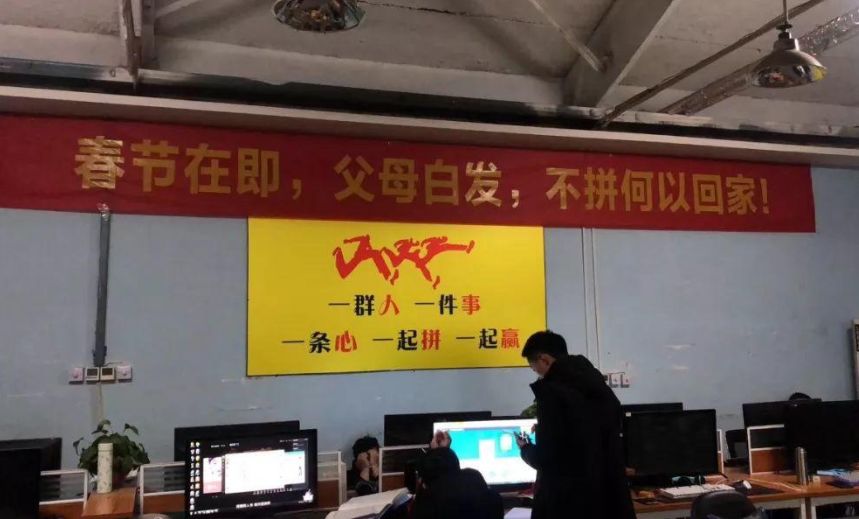 春节在即，父母白发，不拼何以回家！
一群人 一件事
一条心 一起拼 一起赢